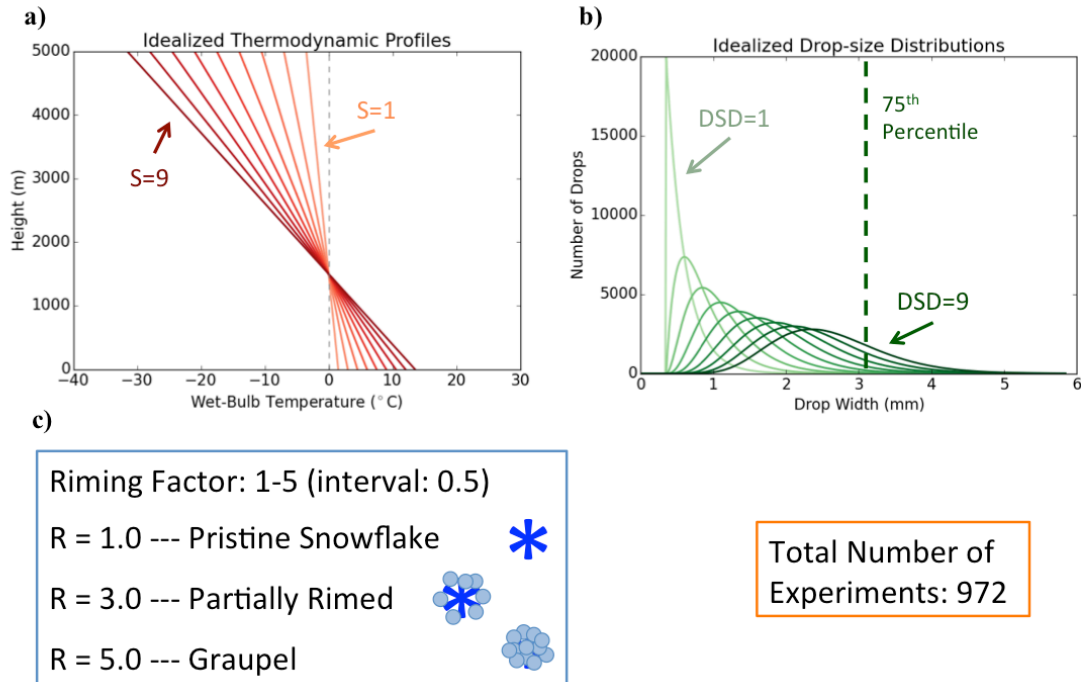 a)
Idealized Thermodynamic Profiles
5000
4000
3000
2000
1000
0
Height (m)
S=1
S=9
−40
−30
−20
−10
0
10
20
30
Wet-Bulb Temperature (°C)
b)
Idealized Drop-size Distributions
20000
15000
10000
5000
0
Number of Drops
DSD=1
75th
Percentile
DSD=9
0
1
2
3
4
5
6
Drop Width (mm)
c)
Riming Factor: 1-5 (interval: 0.5)
R = 1.0 --- Pristine Snowflake
R = 3.0 --- Partially Rimed
R = 5.0 --- Graupel
Total Number of
Experiments: 972